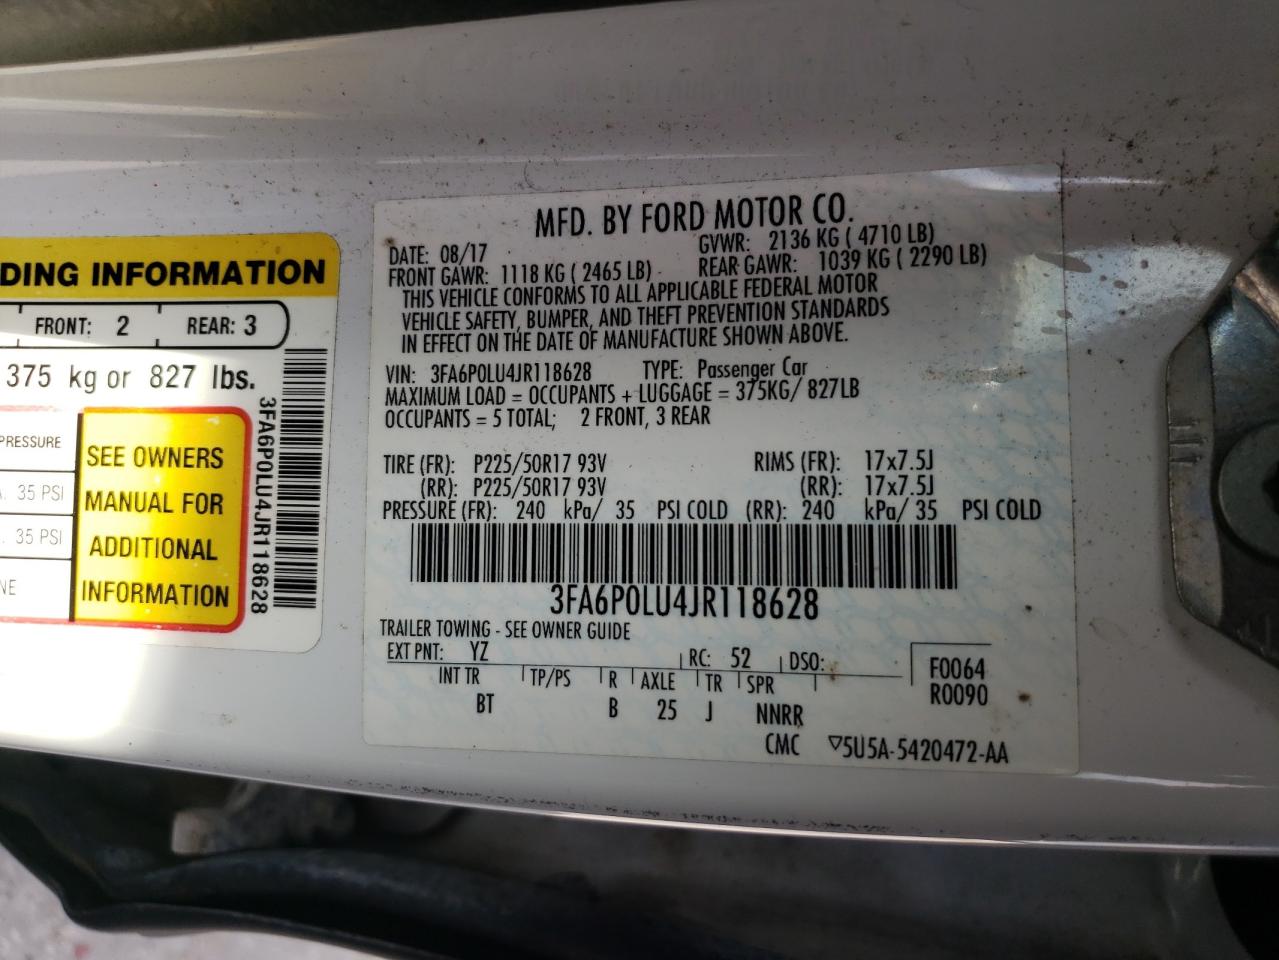 DING INFORMATION
FRONT: 2 REAR: 3
375 kg or 827 lbs.
PRESSURE
35 PSI
35 PSI
SEE OWNERS
MANUAL FOR
ADDITIONAL
INFORMATION
3FA6P0LU4JR118628
MFD. BY FORD MOTOR CO.
DATE: 08/17 GVWR: 2136 KG ( 4710 LB)
FRONT GAWR: 1118 KG ( 2465 LB) REAR GAWR: 1039 KG ( 2290 LB)
THIS VEHICLE CONFORMS TO ALL APPLICABLE FEDERAL MOTOR
VEHICLE SAFETY, BUMPER, AND THEFT PREVENTION STANDARDS
IN EFFECT ON THE DATE OF MANUFACTURE SHOWN ABOVE.
VIN: 3FA6P0LU4JR118628 TYPE: Passenger Car
MAXIMUM LOAD = OCCUPANTS + LUGGAGE = 375KG/ 827LB
OCCUPANTS = 5 TOTAL; 2 FRONT, 3 REAR
TIRE (FR): P225/50R17 93V RIMS (FR): 17x7.5J
(RR): P225/50R17 93V (RR): 17x7.5J
PRESSURE (FR): 240 kPa/ 35 PSI COLD (RR): 240 kPa/ 35 PSI COLD
3FA6P0LU4JR118628
TRAILER TOWING - SEE OWNER GUIDE
EXT PNT: YZ RC: 52 DSO: F0064
INT TR TP/PS R AXLE TR SPR R0090
BT B 25 J NNRR
CMC ▽5U5A-5420472-AA